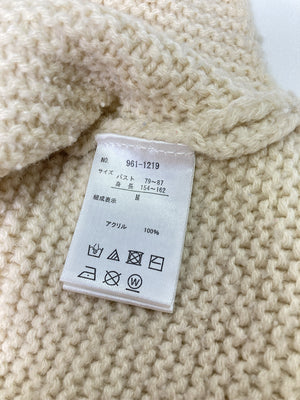 NO. 961-1219
サイズ バスト 79~87
身長 154~162
組成表示 M
アクリル 100%